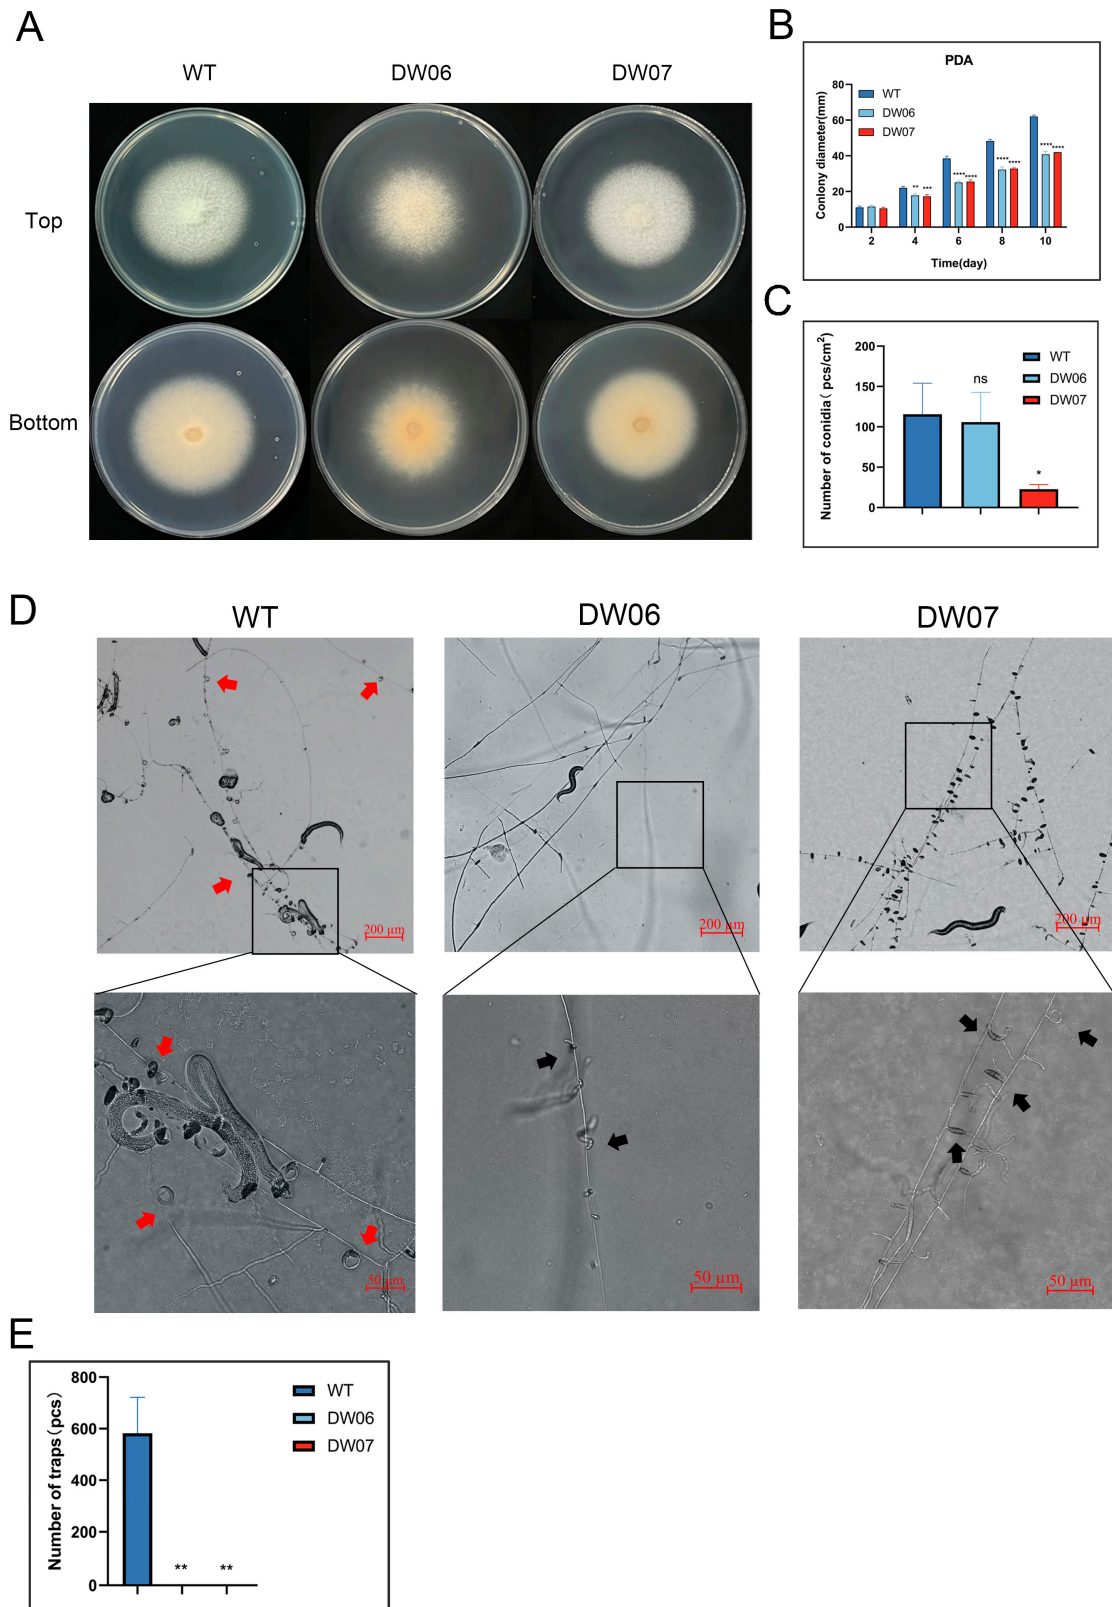 A
WT DW06 DW07
Top
Bottom
B
PDA
Conlony diameter(mm)
80
60
40
20
0
WT
DW06
DW07
** ***
**** ****
**** ****
**** ****
2 4 6 8 10
Time(day)
C
Number of conidia( pcs/cm²)
200
150
100
50
0
ns
*
WT
DW06
DW07
D
WT DW06 DW07
200 μm 200 μm 200 μm
50 μm 50 μm 50 μm
E
Number of traps(pcs)
800
600
400
200
0
** **
WT
DW06
DW07